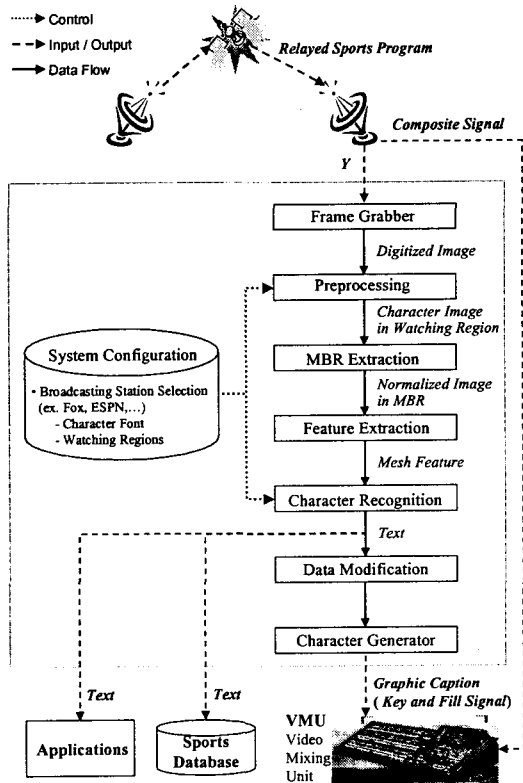 Control
Input / Output
Data Flow
Relayed Sports Program
Composite Signal
Y
Frame Grabber
Digitized Image
Preprocessing
Character Image
in Watching Region
System Configuration
• Broadcasting Station Selection
(ex. Fox, ESPN,...)
- Character Font
- Watching Regions
MBR Extraction
Normalized Image
in MBR
Feature Extraction
Mesh Feature
Character Recognition
Text
Data Modification
Character Generator
Text
Text
Graphic Caption
( Key and Fill Signal)
Applications
Sports
Database
VMU
Video
Mixing
Unit